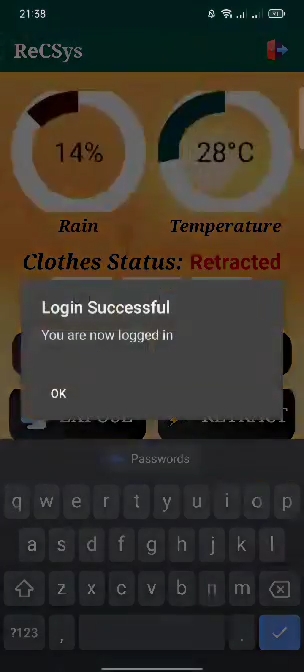 21:38
91
ReCSys
14%
28°C
Rain
Temperature
Clothes Status: Retracted
Login Successful
You are now logged in
OK
EXPOSE
RETRACT
Passwords
q w e r t y u i o p
a s d f g h j k l
z x c v b n m
?123 , .